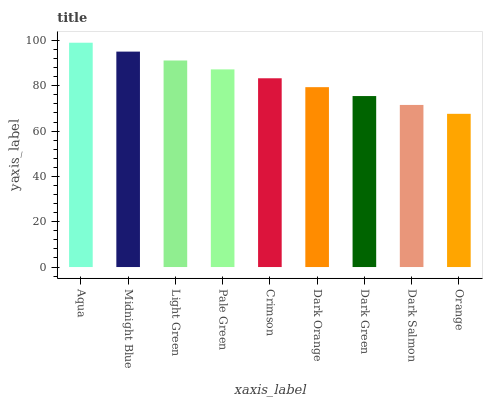 title
yaxis_label
100
80
60
40
20
0
Aqua
Midnight Blue
Light Green
Pale Green
Crimson
Dark Orange
Dark Green
Dark Salmon
Orange
xaxis_label